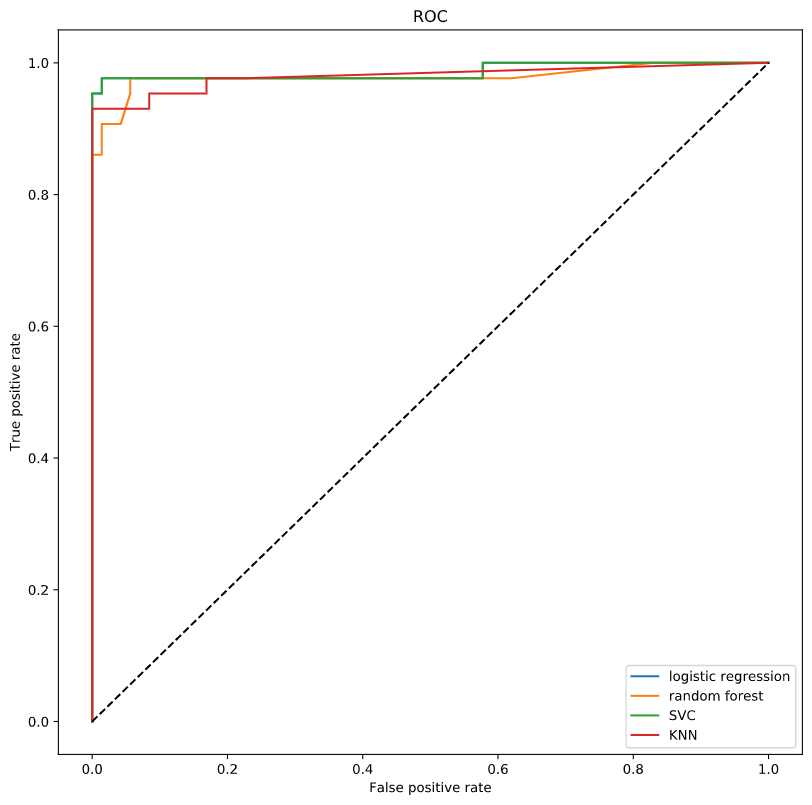 ROC
1.0
0.8
0.6
0.4
0.2
0.0
True positive rate
logistic regression
random forest
SVC
KNN
0.0 0.2 0.4 0.6 0.8 1.0
False positive rate